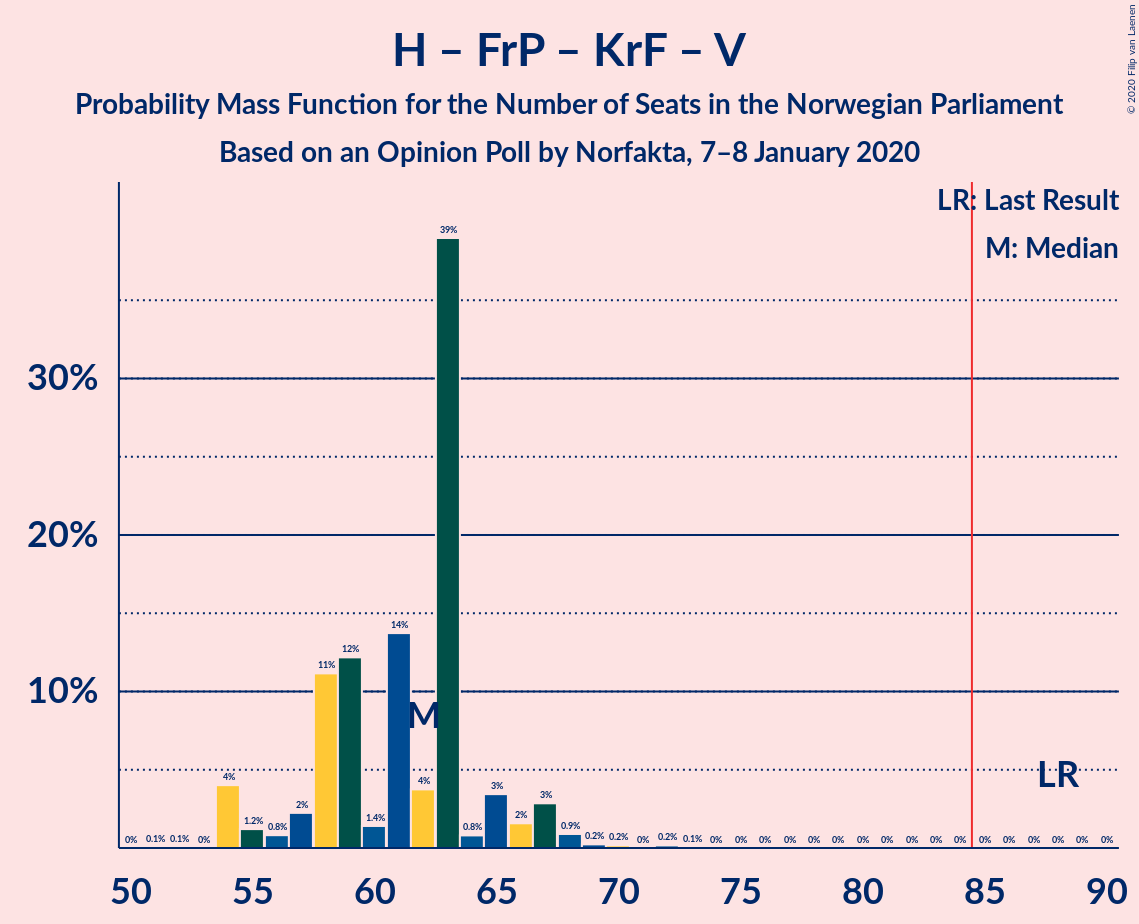 H – FrP – KrF – V
Probability Mass Function for the Number of Seats in the Norwegian Parliament
Based on an Opinion Poll by Norfakta, 7–8 January 2020
© 2020 Filip van Laenen
LR: Last Result
M: Median
30%
20%
10%
0% 0.1% 0.1% 0% 4% 1.2% 0.8% 2% 11% 12% 1.4% 14% 4% 39% 0.8% 3% 2% 3% 0.9% 0.2% 0.2% 0% 0.2% 0.1% 0% 0% 0% 0% 0% 0% 0% 0% 0% 0% 0% 0% 0% 0% 0% 0% 0%
M
LR
50 55 60 65 70 75 80 85 90